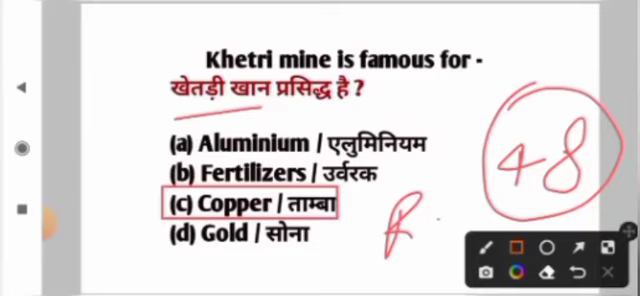 Khetri mine is famous for -
खेतड़ी खान प्रसिद्ध है ?
(a) Aluminium / एलुमिनियम
(b) Fertilizers / उर्वरक
(c) Copper / ताम्बा
(d) Gold / सोना
48
R